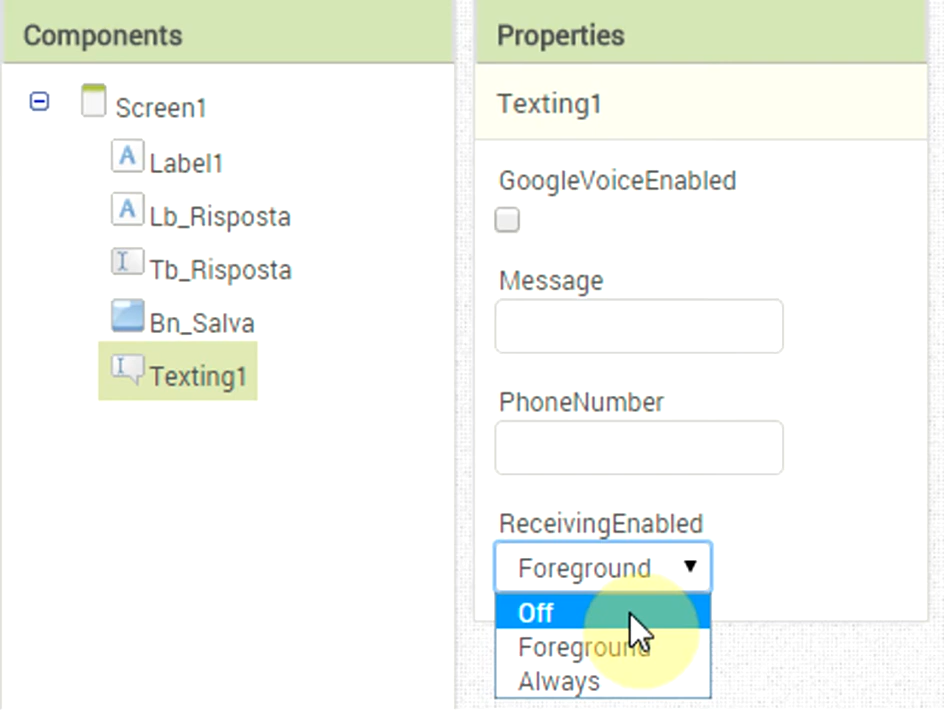 Components
Screen1
Label1
Lb_Risposta
Tb_Risposta
Bn_Salva
Texting1
Properties
Texting1
GoogleVoiceEnabled
Message
PhoneNumber
ReceivingEnabled
Foreground
Off
Foreground
Always